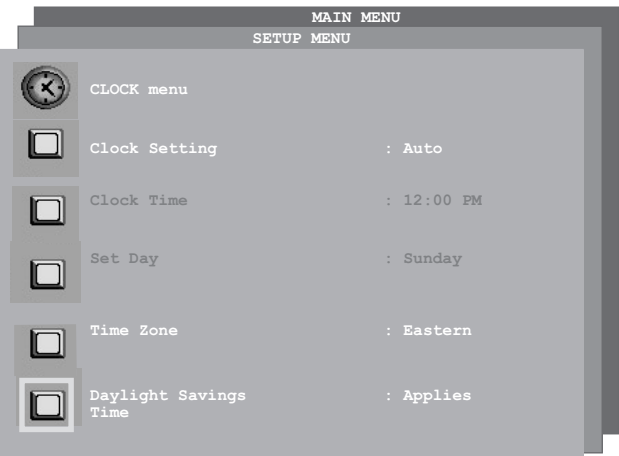 MAIN MENU
SETUP MENU
CLOCK menu
Clock Setting : Auto
Clock Time : 12:00 PM
Set Day : Sunday
Time Zone : Eastern
Daylight Savings : Applies
Time